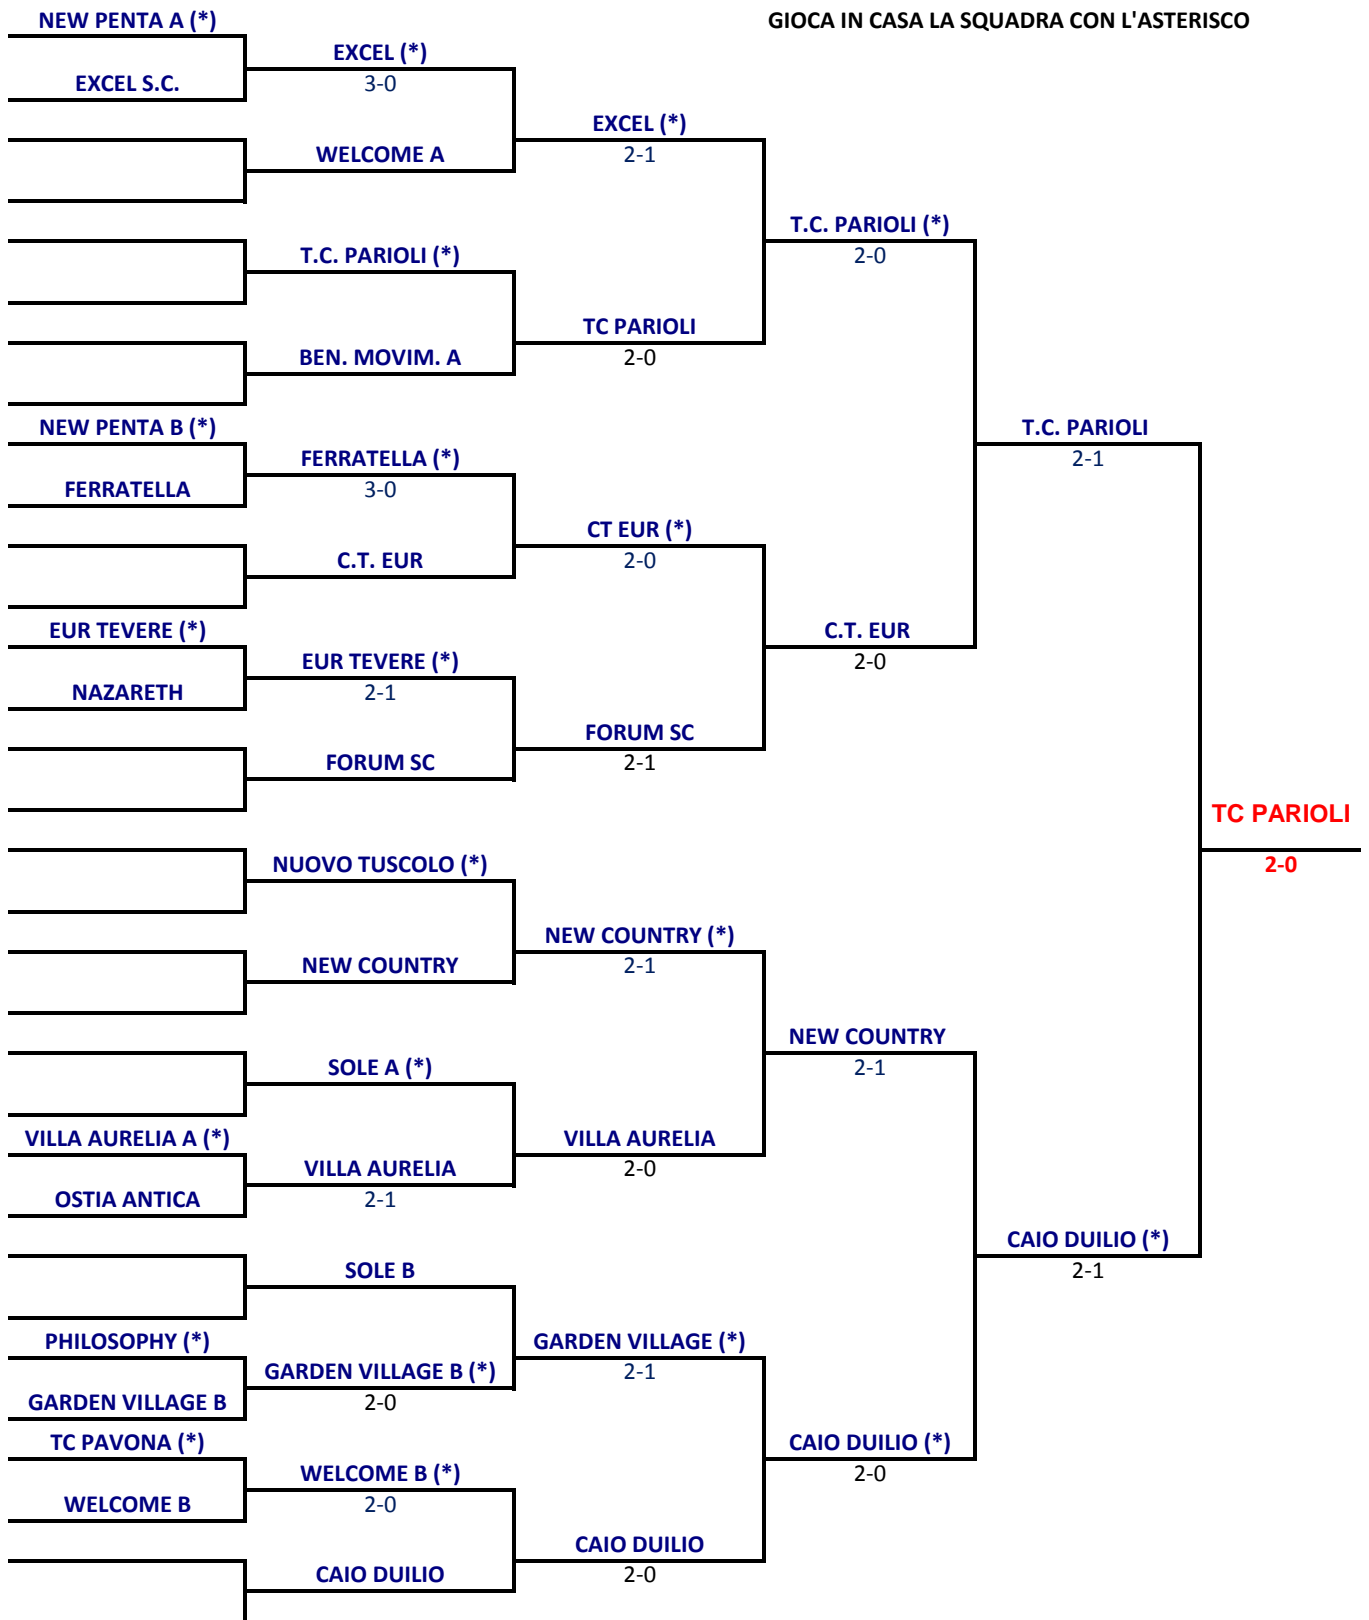 NEW PENTA A (*)
GIOCA IN CASA LA SQUADRA CON L'ASTERISCO
EXCEL (*)
EXCEL S.C.
3-0
EXCEL (*)
WELCOME A
2-1
T.C. PARIOLI (*)
T.C. PARIOLI (*)
2-0
TC PARIOLI
BEN. MOVIM. A
2-0
NEW PENTA B (*)
T.C. PARIOLI
FERRATELLA (*)
2-1
FERRATELLA
3-0
CT EUR (*)
C.T. EUR
2-0
EUR TEVERE (*)
C.T. EUR
EUR TEVERE (*)
2-0
NAZARETH
2-1
FORUM SC
FORUM SC
2-1
TC PARIOLI
NUOVO TUSCOLO (*)
2-0
NEW COUNTRY (*)
NEW COUNTRY
2-1
NEW COUNTRY
SOLE A (*)
2-1
VILLA AURELIA A (*)
VILLA AURELIA
VILLA AURELIA
2-0
OSTIA ANTICA
2-1
CAIO DUILIO (*)
SOLE B
2-1
PHILOSOPHY (*)
GARDEN VILLAGE (*)
GARDEN VILLAGE B (*)
2-1
GARDEN VILLAGE B
2-0
TC PAVONA (*)
CAIO DUILIO (*)
WELCOME B (*)
2-0
WELCOME B
2-0
CAIO DUILIO
CAIO DUILIO
2-0